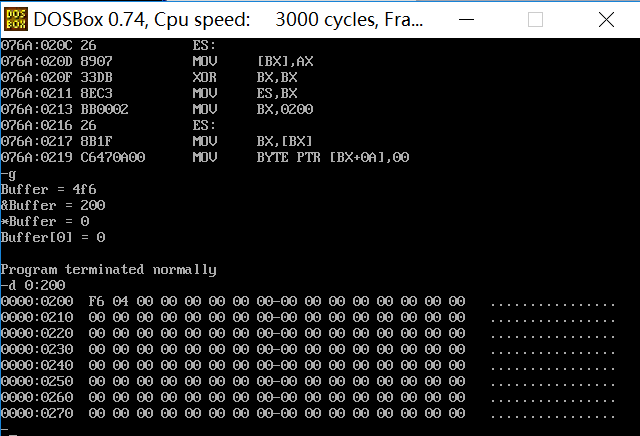 DOS
BOX
DOSBox 0.74, Cpu speed: 3000 cycles, Fra...
076A:020C 26 ES:
076A:020D 8907 MOV [BX],AX
076A:020F 33DB XOR BX,BX
076A:0211 8EC3 MOV ES,BX
076A:0213 BB0002 MOV BX,0200
076A:0216 26 ES:
076A:0217 8B1F MOV BX,[BX]
076A:0219 C6470A00 MOV BYTE PTR [BX+0A],00
-g
Buffer = 4f6
&Buffer = 200
*Buffer = 0
Buffer[0] = 0
Program terminated normally
-d 0:200
0000:0200 F6 04 00 00 00 00 00 00-00 00 00 00 00 00 00 00 ................
0000:0210 00 00 00 00 00 00 00 00-00 00 00 00 00 00 00 00 ................
0000:0220 00 00 00 00 00 00 00 00-00 00 00 00 00 00 00 00 ................
0000:0230 00 00 00 00 00 00 00 00-00 00 00 00 00 00 00 00 ................
0000:0240 00 00 00 00 00 00 00 00-00 00 00 00 00 00 00 00 ................
0000:0250 00 00 00 00 00 00 00 00-00 00 00 00 00 00 00 00 ................
0000:0260 00 00 00 00 00 00 00 00-00 00 00 00 00 00 00 00 ................
0000:0270 00 00 00 00 00 00 00 00-00 00 00 00 00 00 00 00 ................
-_